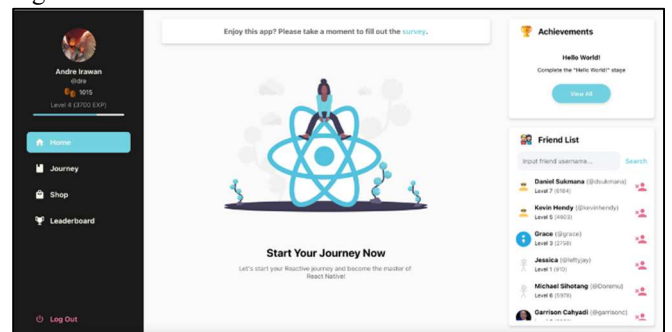 Andre Irawan
didre
1015
Level 4 (3700 EXP)
Home
Journey
Shop
Leaderboard
Log Out
Enjoy this app? Please take a moment to fill out the survey.
Start Your Journey Now
Let's start your Reactive journey and become the master of
React Native!
Achievements
Hello World!
Complete the "Hello World!" stage
View All
Friend List
Input friend username...
Search
Daniel Sukmana (@dsukmana)
Level 7 (6184)
Kevin Hendy (@kevinhendy)
Level 5 (4903)
Grace (@grace)
Level 3 (2758)
Jessica (@leftyjay)
Level 1 (910)
Michael Sihotang (@Doremu)
Level 6 (5978)
Garrison Cahyadi (@garrisonc)